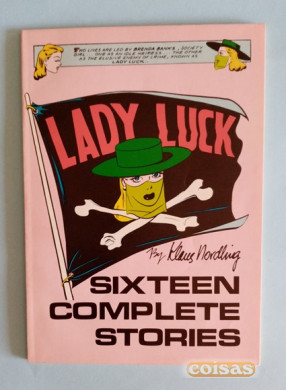 TWO LIVES ARE LED BY BRENDA BANKS, SOCIETY
GIRL... ONE AS AN IDLE HEIRESS... THE OTHER
AS THE ELUSIVE ENEMY OF CRIME, KNOWN AS
LADY LUCK...
LADY LUCK
By Klaus Nordling
SIXTEEN
COMPLETE
STORIES
coisas